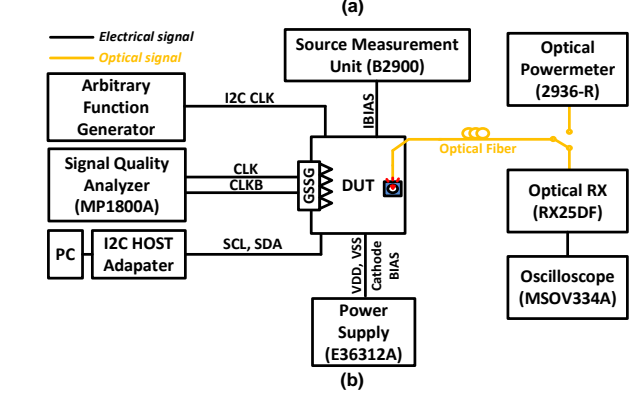 (a)
Electrical signal
Optical signal
Source Measurement
Unit (B2900)
Optical
Powermeter
(2936-R)
Arbitrary
Function
Generator
I2C CLK
IBIAS
Optical Fiber
Signal Quality
Analyzer
(MP1800A)
CLK
CLKB
GSSG
DUT
Optical RX
(RX25DF)
PC
I2C HOST
Adapater
SCL, SDA
VDD, VSS
Cathode
BIAS
Oscilloscope
(MSOV334A)
Power
Supply
(E36312A)
(b)